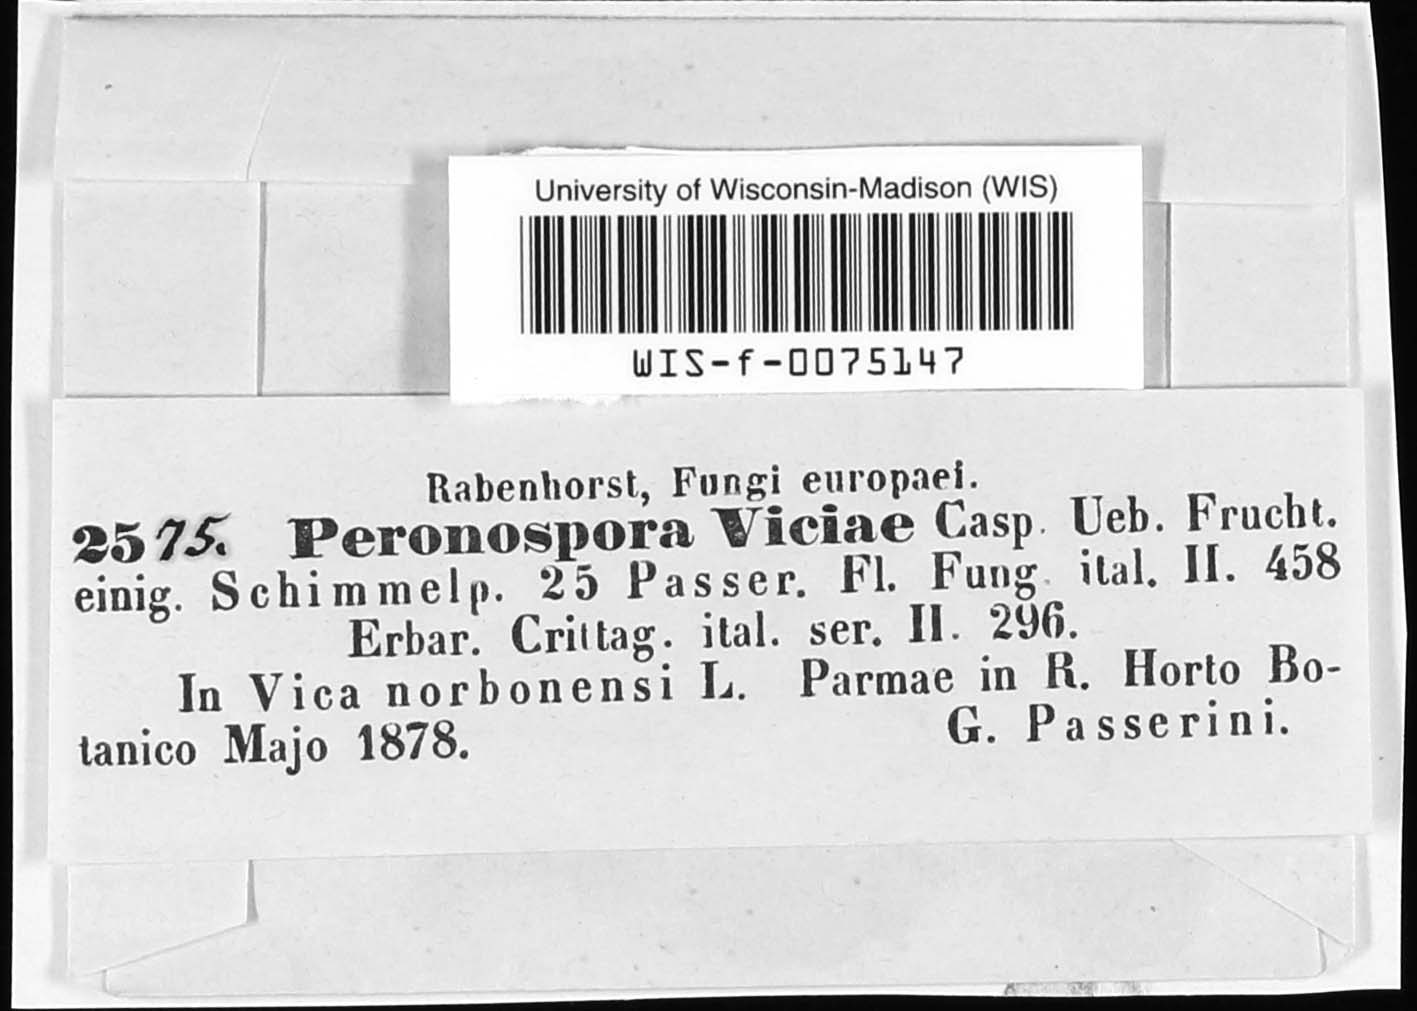 University of Wisconsin-Madison (WIS)
WIS-f-0075147
Rabenhorst, Fungi europaei.
2575. Peronospora Viciae Casp. Ueb. Frucht.
einig. Schimmelp. 25 Passer. Fl. Fung. ital. II. 458
Erbar. Crittag. ital. ser. II. 296.
In Vica norbonensi L. Parmae in R. Horto Bo-
tanico Majo 1878. G. Passerini.